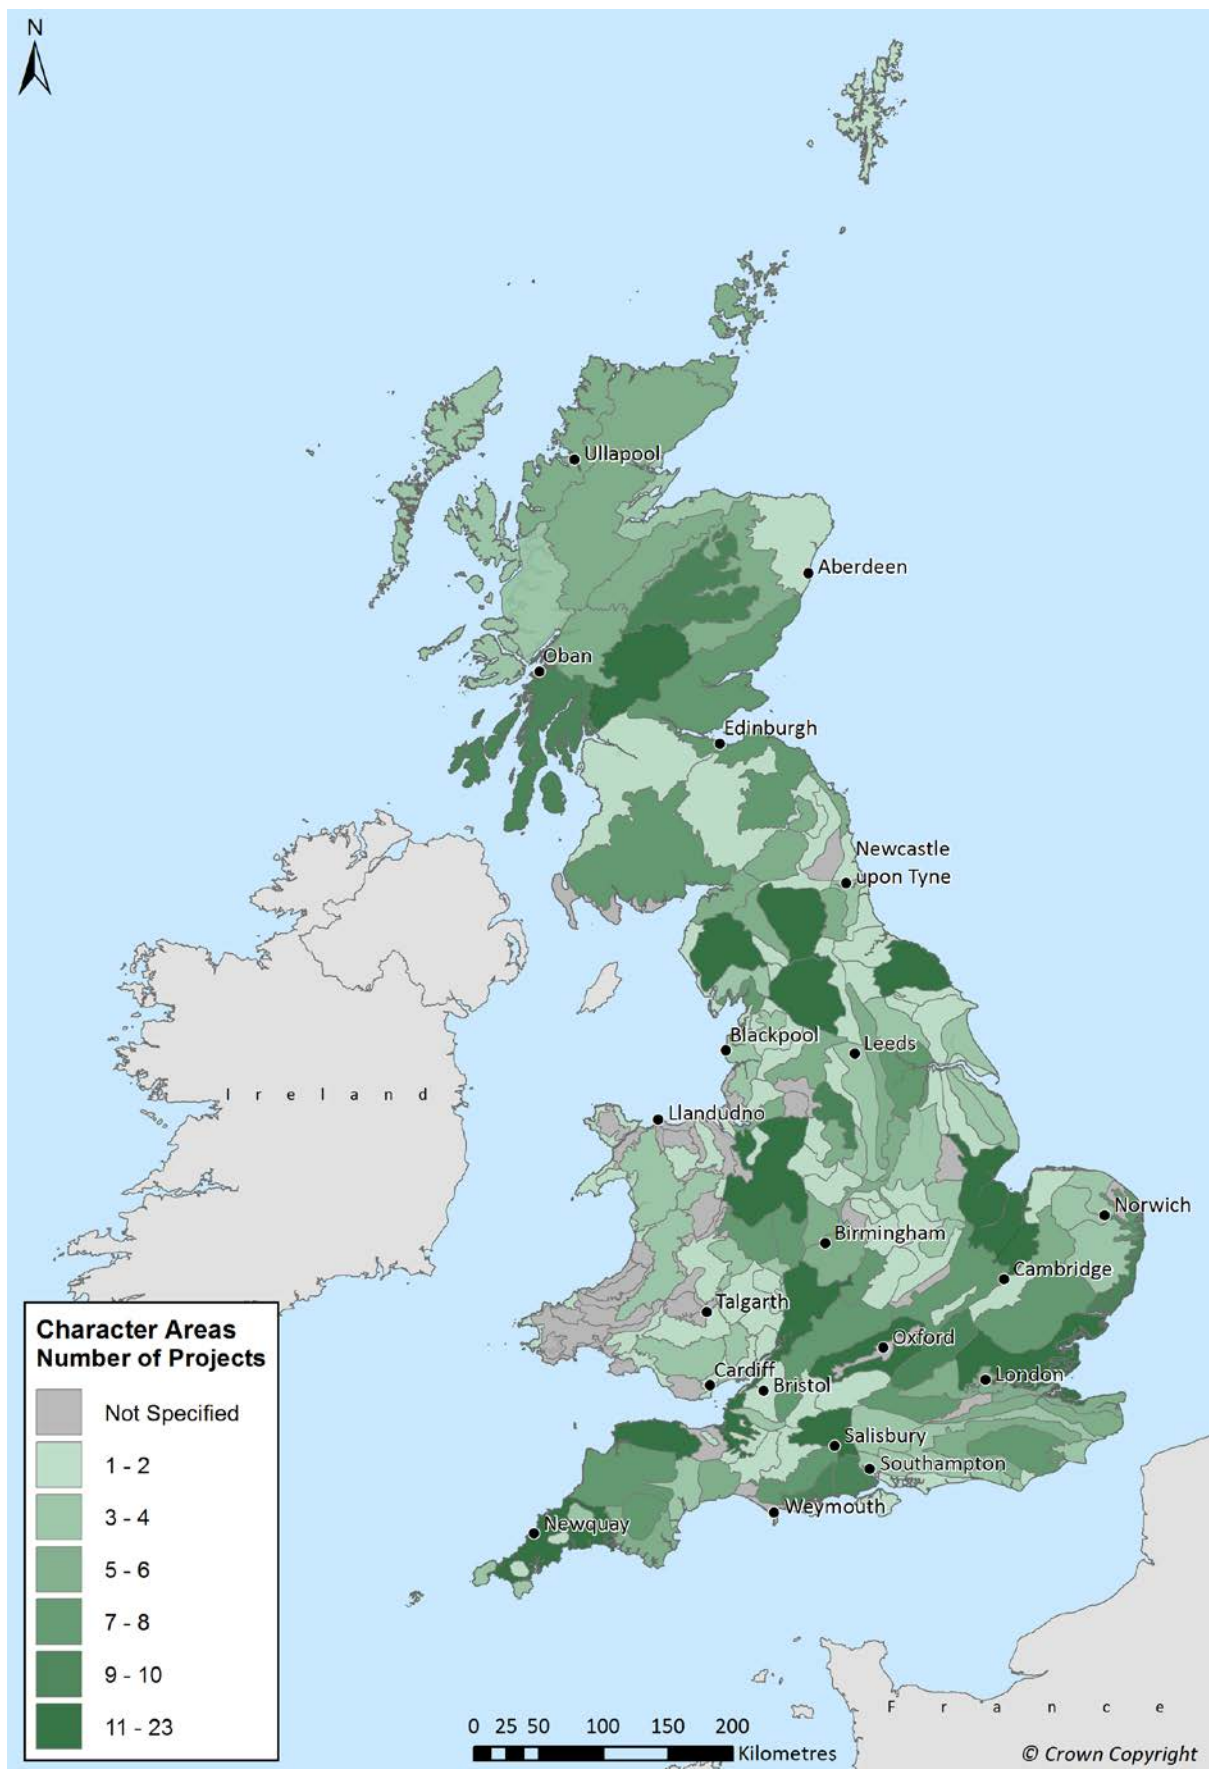 N
Ullapool
Aberdeen
Oban
Edinburgh
Newcastle
upon Tyne
Blackpool
Leeds
Ireland
Llandudno
Norwich
Birmingham
Cambridge
Talgarth
Oxford
Cardiff
London
Bristol
Salisbury
Southampton
Weymouth
Newquay
Character Areas
Number of Projects
Not Specified
1 - 2
3 - 4
5 - 6
7 - 8
9 - 10
11 - 23
France
0 25 50 100 150 200
Kilometres
© Crown Copyright